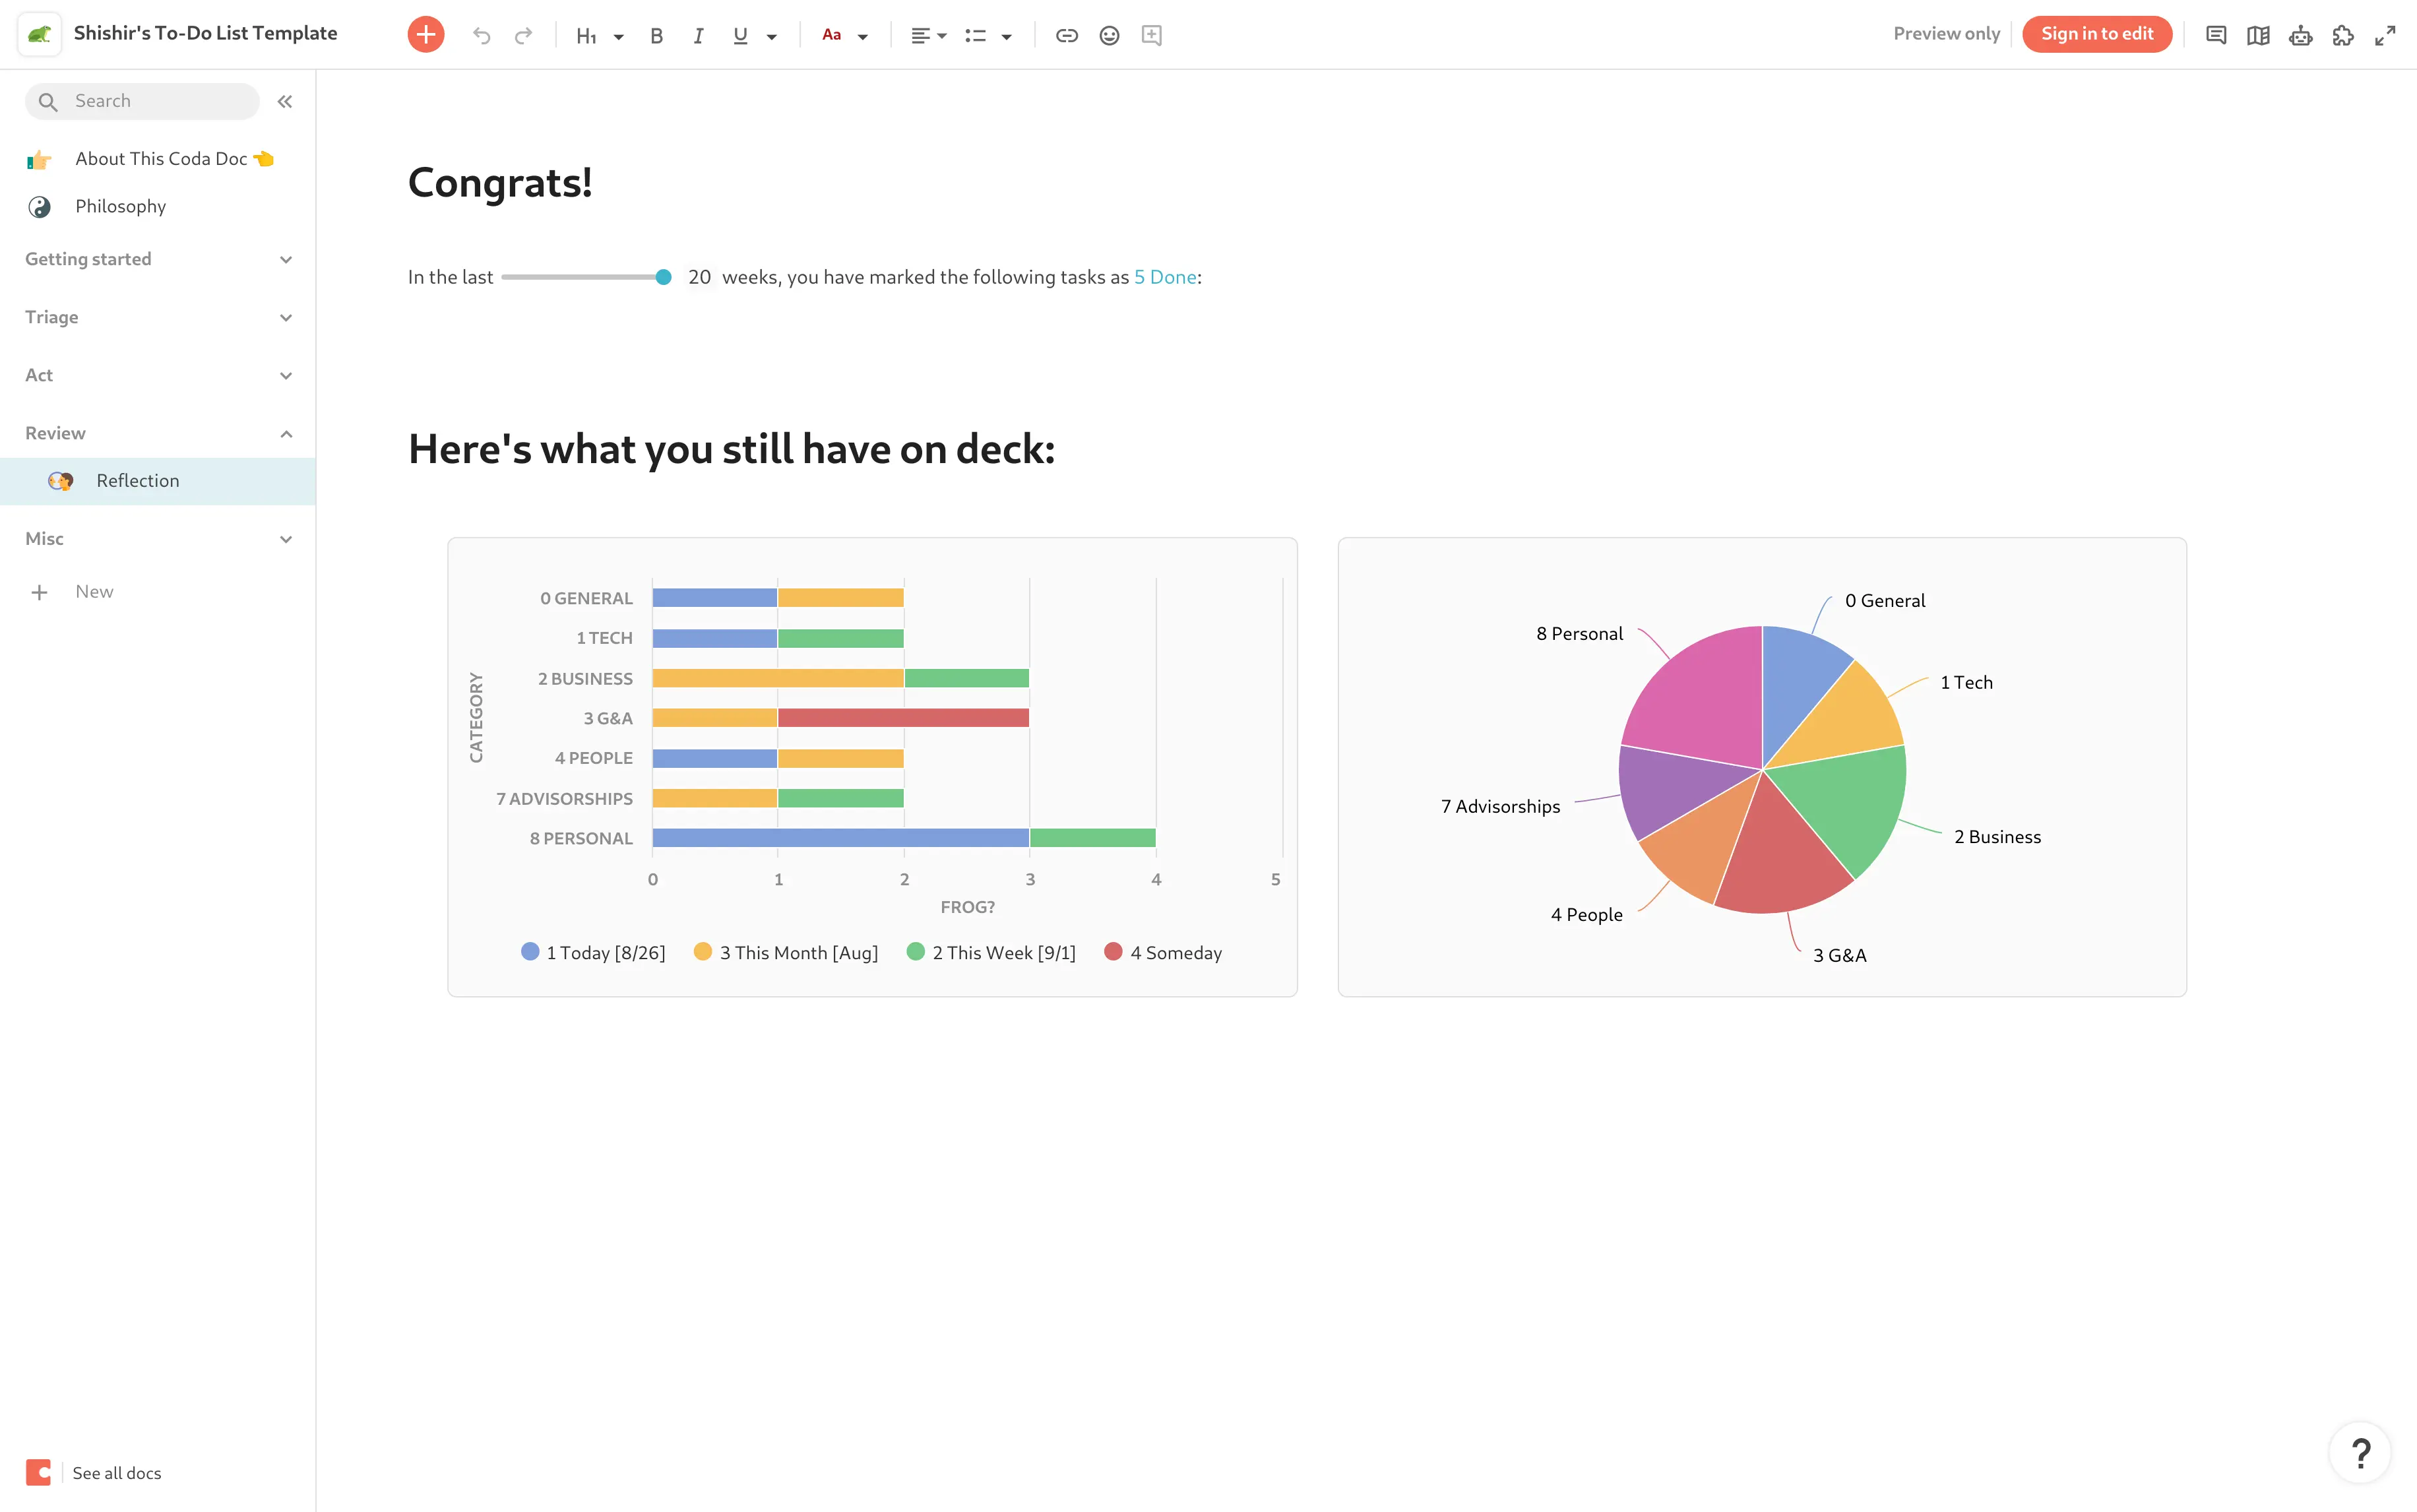 Shishir's To-Do List Template
H1 B I U Aa
Preview only
Sign in to edit
Search
About This Coda Doc 👈
Philosophy
Getting started
Triage
Act
Review
Reflection
Misc
New
See all docs
Congrats!
In the last 20 weeks, you have marked the following tasks as 5 Done:
Here's what you still have on deck:
CATEGORY
0 GENERAL
1 TECH
2 BUSINESS
3 G&A
4 PEOPLE
7 ADVISORSHIPS
8 PERSONAL
0 1 2 3 4 5
FROG?
1 Today [8/26] 3 This Month [Aug] 2 This Week [9/1] 4 Someday
0 General
8 Personal
1 Tech
7 Advisorships
2 Business
4 People
3 G&A
?